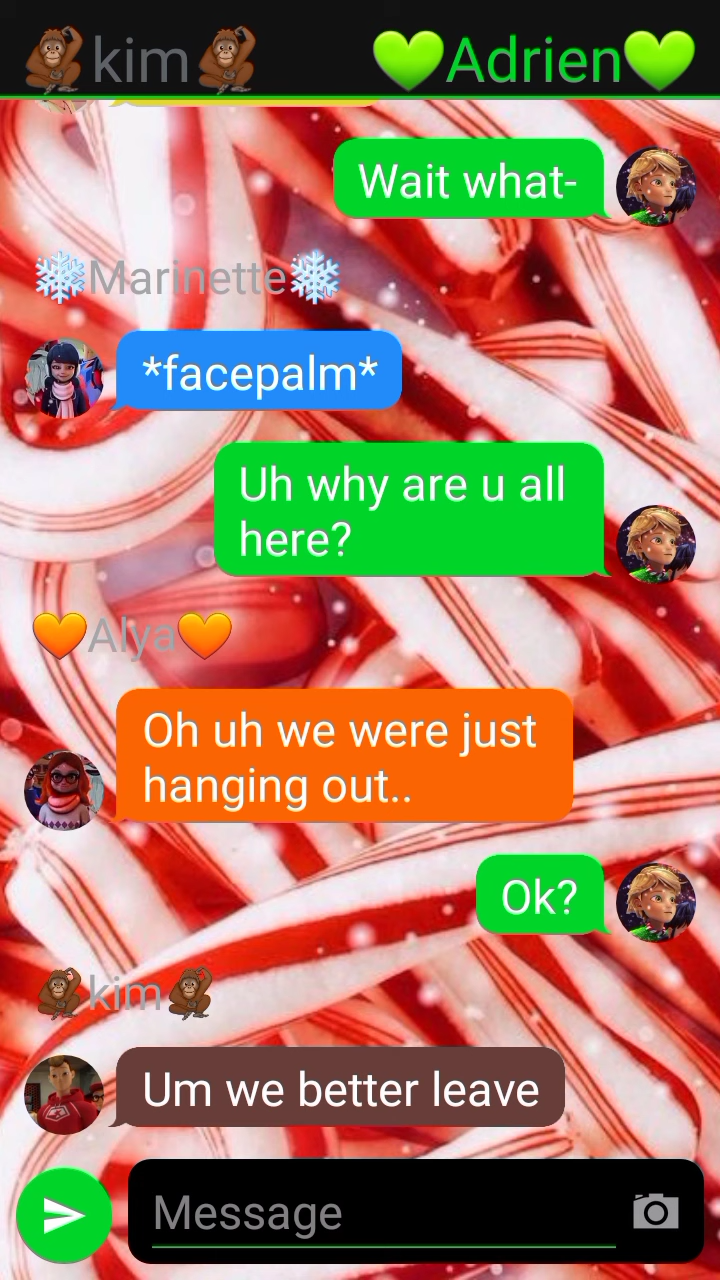 🦧kim🦧 💚Adrien💚
Wait what-
❄Marinette❄
*facepalm*
Uh why are u all
here?
🧡Alya🧡
Oh uh we were just
hanging out..
Ok?
🦧kim🦧
Um we better leave
Message